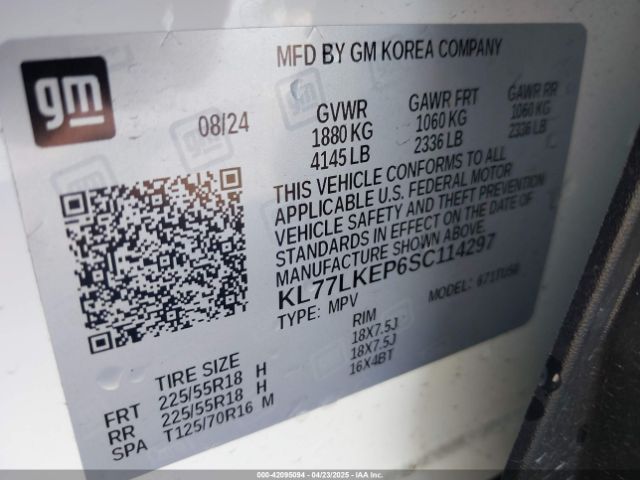 gm
MFD BY GM KOREA COMPANY
08/24
GVWR GAWR FRT GAWR RR
1880 KG 1060 KG 1060 KG
4145 LB 2336 LB 2336 LB
THIS VEHICLE CONFORMS TO ALL
APPLICABLE U.S. FEDERAL MOTOR
VEHICLE SAFETY AND THEFT PREVENTION
STANDARDS IN EFFECT ON THE DATE OF
MANUFACTURE SHOWN ABOVE.
KL77LKEP6SC114297
TYPE: MPV MODEL:
TIRE SIZE RIM
FRT 225/55R18 H 18X7.5J
RR 225/55R18 H 18X7.5J
SPA T125/70R16 M 16X4BT
000-42095094 - 04/23/2025 - IAAI.COM